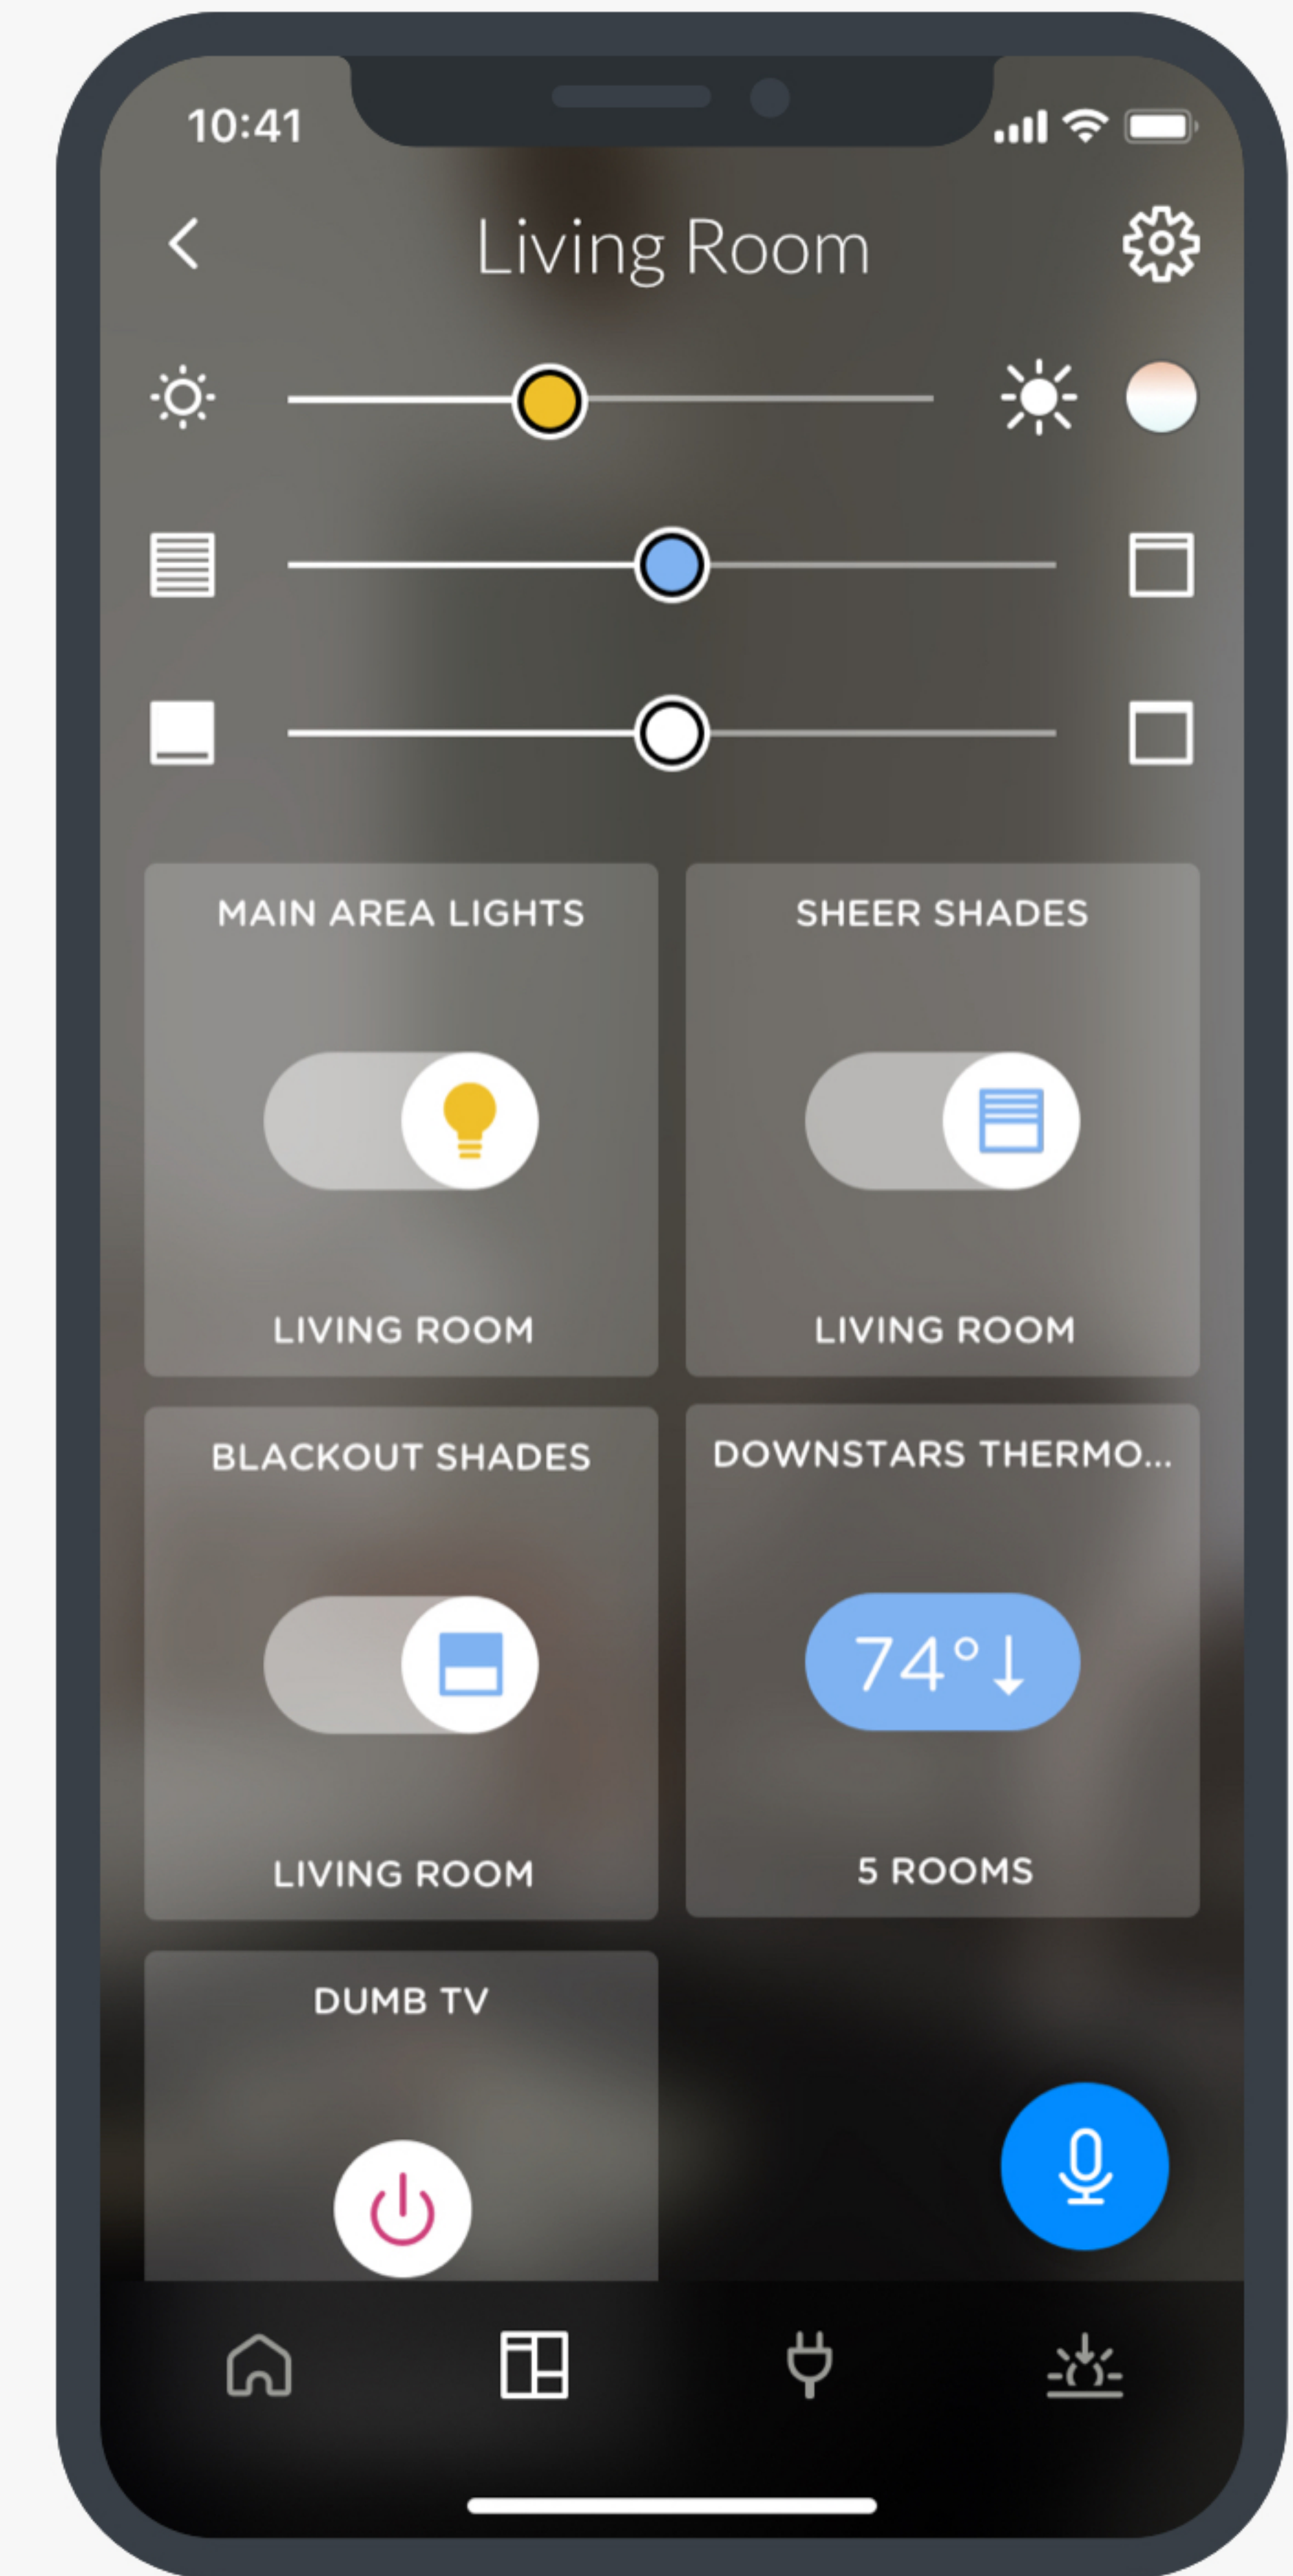 10:41
Living Room
MAIN AREA LIGHTS
SHEER SHADES
LIVING ROOM
LIVING ROOM
BLACKOUT SHADES
DOWNSTARS THERMO...
74°↓
LIVING ROOM
5 ROOMS
DUMB TV